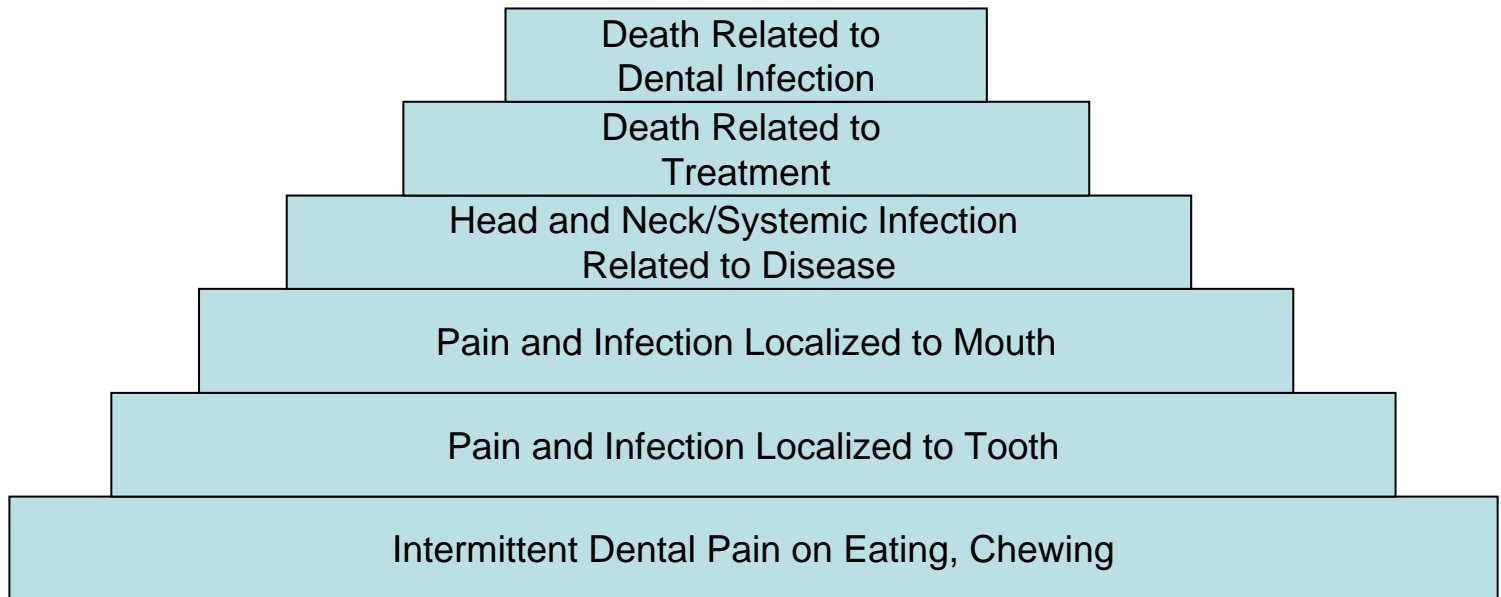 Death Related to
Dental Infection
Death Related to
Treatment
Head and Neck/Systemic Infection
Related to Disease
Pain and Infection Localized to Mouth
Pain and Infection Localized to Tooth
Intermittent Dental Pain on Eating, Chewing